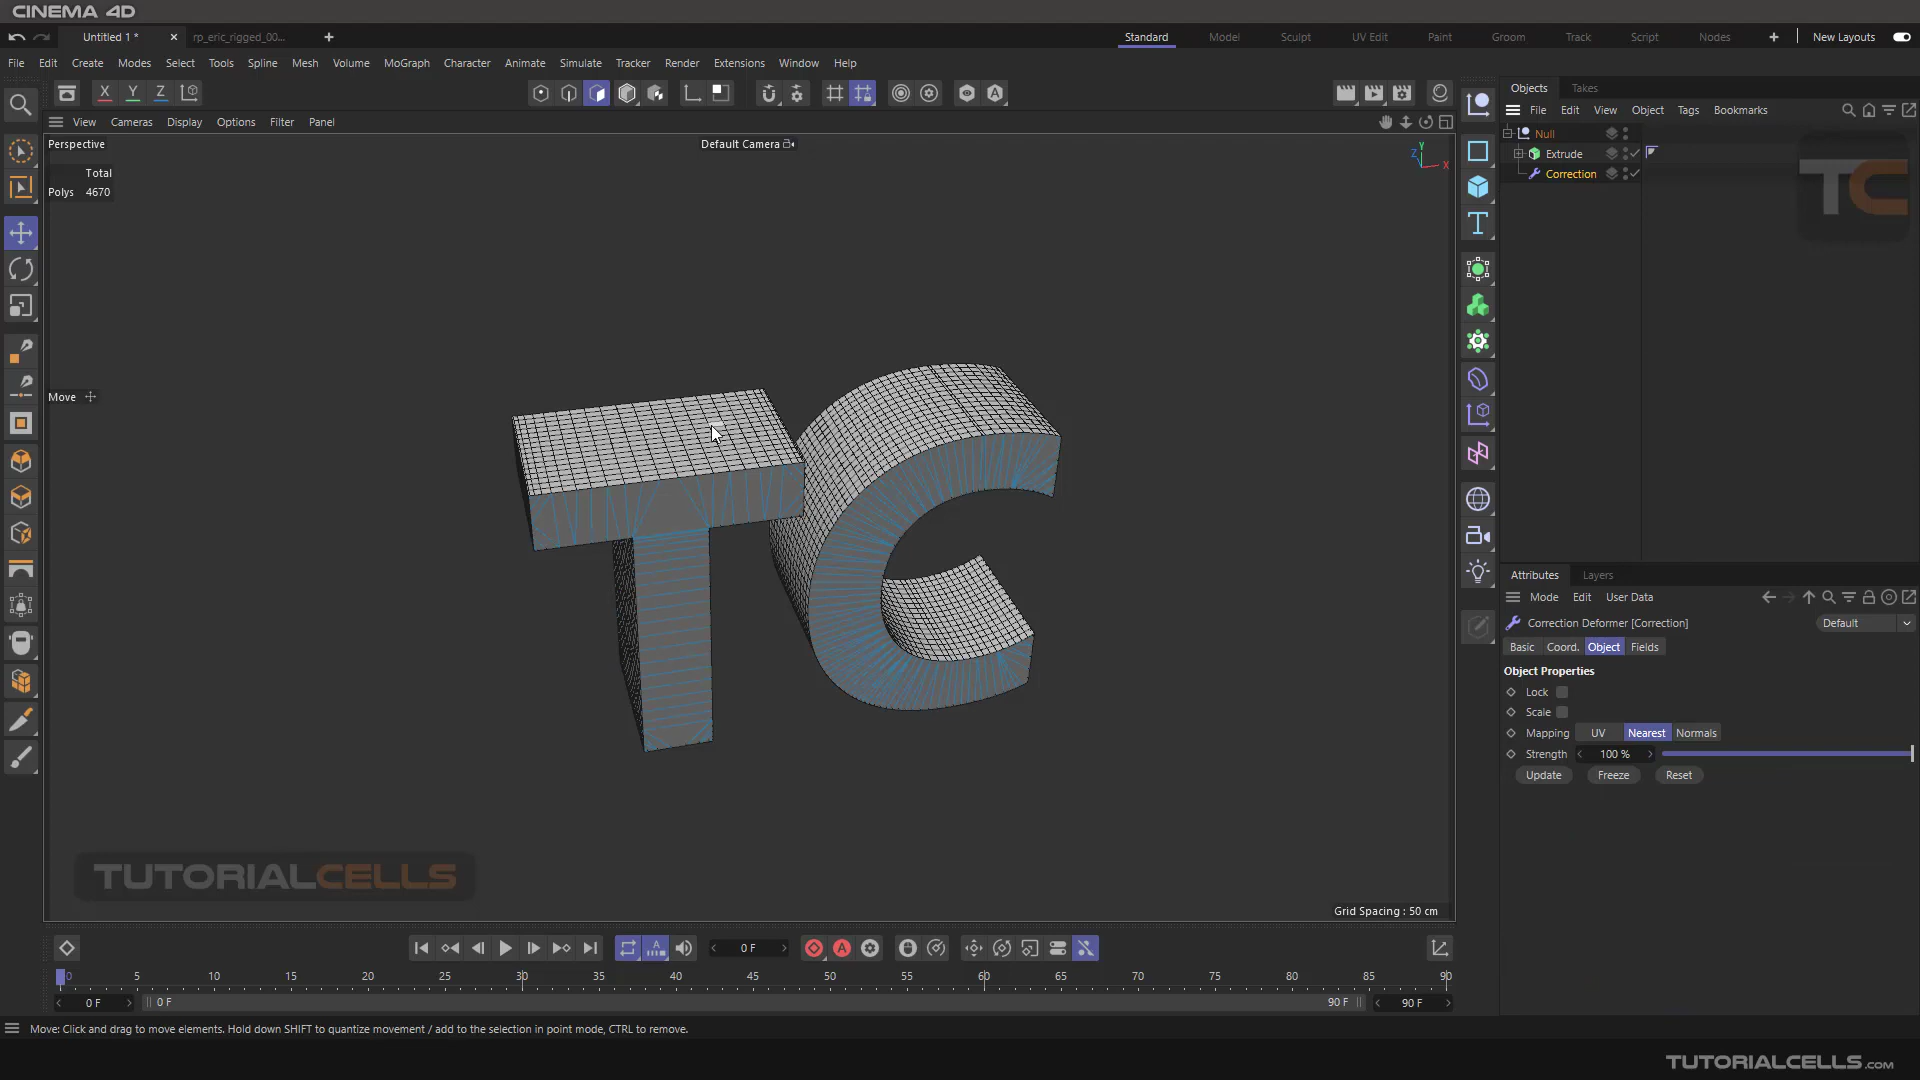 CINEMA 4D
Untitled 1 *
rp_eric_rigged_00...
Standard
Model
Sculpt
UV Edit
Paint
Groom
Track
Script
Nodes
New Layouts
File Edit Create Modes Select Tools Spline Mesh Volume MoGraph Character Animate Simulate Tracker Render Extensions Window Help
X Y Z
Objects Takes
View Cameras Display Options Filter Panel
File Edit View Object Tags Bookmarks
Perspective
Default Camera
Y
Z
X
Total
Polys 4670
Null
Extrude
Correction
TC
Move
Attributes Layers
Mode Edit User Data
Correction Deformer [Correction]
Default
Basic Coord. Object Fields
Object Properties
Lock
Scale
Mapping UV Nearest Normals
Strength 100 %
Update Freeze Reset
TUTORIALCELLS
Grid Spacing : 50 cm
0 F
0 5 10 15 20 25 30 35 40 45 50 55 60 65 70 75 80 85 90
0 F
0 F
90 F
90 F
Move: Click and drag to move elements. Hold down SHIFT to quantize movement / add to the selection in point mode, CTRL to remove.
TUTORIALCELLS.com